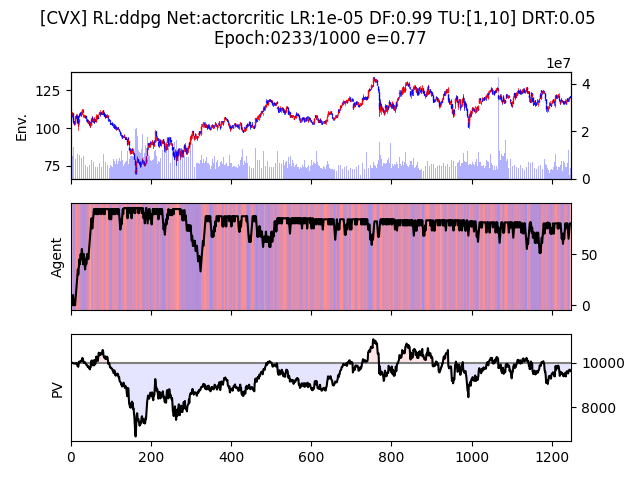 [CVX] RL:ddpg Net:actorcritic LR:1e-05 DF:0.99 TU:[1,10] DRT:0.05
Epoch:0233/1000 e=0.77
1e7
125
100
75
Env.
4
2
0
Agent
50
0
PV
10000
8000
0
200
400
600
800
1000
1200